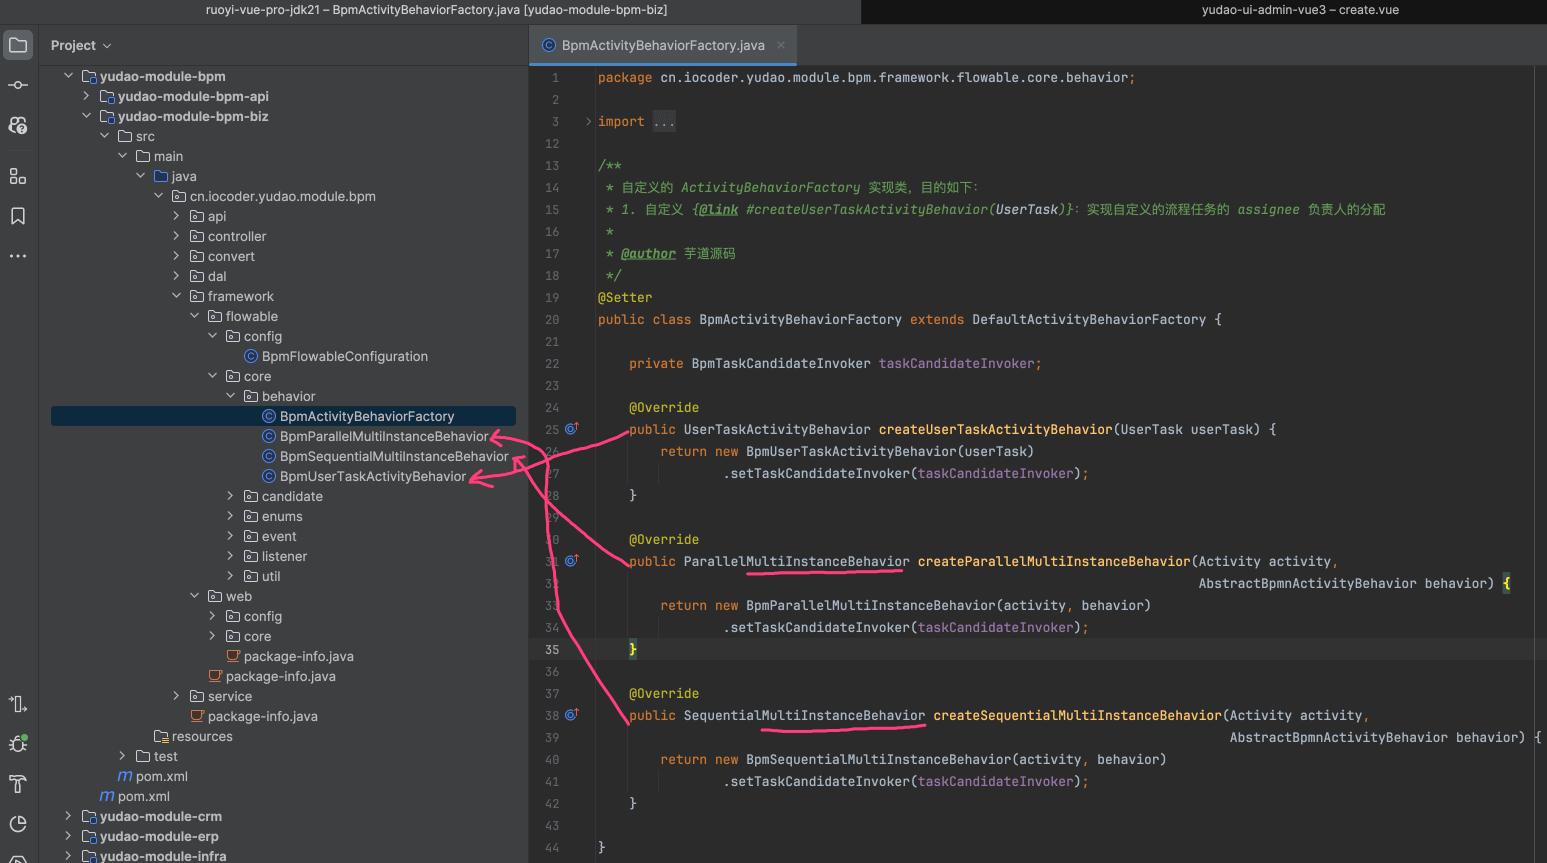 ruoyi-vue-pro-jdk21 – BpmActivityBehaviorFactory.java [yudao-module-bpm-biz]
yudao-ui-admin-vue3 – create.vue
Project
yudao-module-bpm
yudao-module-bpm-api
yudao-module-bpm-biz
src
main
java
cn.iocoder.yudao.module.bpm
api
controller
convert
dal
framework
flowable
config
BpmFlowableConfiguration
core
behavior
BpmActivityBehaviorFactory
BpmParallelMultiInstanceBehavior
BpmSequentialMultiInstanceBehavior
BpmUserTaskActivityBehavior
candidate
enums
event
listener
util
web
config
core
package-info.java
package-info.java
service
package-info.java
resources
test
pom.xml
pom.xml
yudao-module-crm
yudao-module-erp
yudao-module-infra
BpmActivityBehaviorFactory.java
1 package cn.iocoder.yudao.module.bpm.framework.flowable.core.behavior;
2
3 import ...
12
13 /**
14 * 自定义的 ActivityBehaviorFactory 实现类，目的如下：
15 * 1. 自定义 {@link #createUserTaskActivityBehavior(UserTask)}：实现自定义的流程任务的 assignee 负责人的分配
16 *
17 * @author 芋道源码
18 */
19 @Setter
20 public class BpmActivityBehaviorFactory extends DefaultActivityBehaviorFactory {
21
22 private BpmTaskCandidateInvoker taskCandidateInvoker;
23
24 @Override
25 public UserTaskActivityBehavior createUserTaskActivityBehavior(UserTask userTask) {
26 return new BpmUserTaskActivityBehavior(userTask)
27 .setTaskCandidateInvoker(taskCandidateInvoker);
28 }
29
30 @Override
31 public ParallelMultiInstanceBehavior createParallelMultiInstanceBehavior(Activity activity,
32 AbstractBpmnActivityBehavior behavior) {
33 return new BpmParallelMultiInstanceBehavior(activity, behavior)
34 .setTaskCandidateInvoker(taskCandidateInvoker);
35 }
36
37 @Override
38 public SequentialMultiInstanceBehavior createSequentialMultiInstanceBehavior(Activity activity,
39 AbstractBpmnActivityBehavior behavior) {
40 return new BpmSequentialMultiInstanceBehavior(activity, behavior)
41 .setTaskCandidateInvoker(taskCandidateInvoker);
42 }
43
44 }